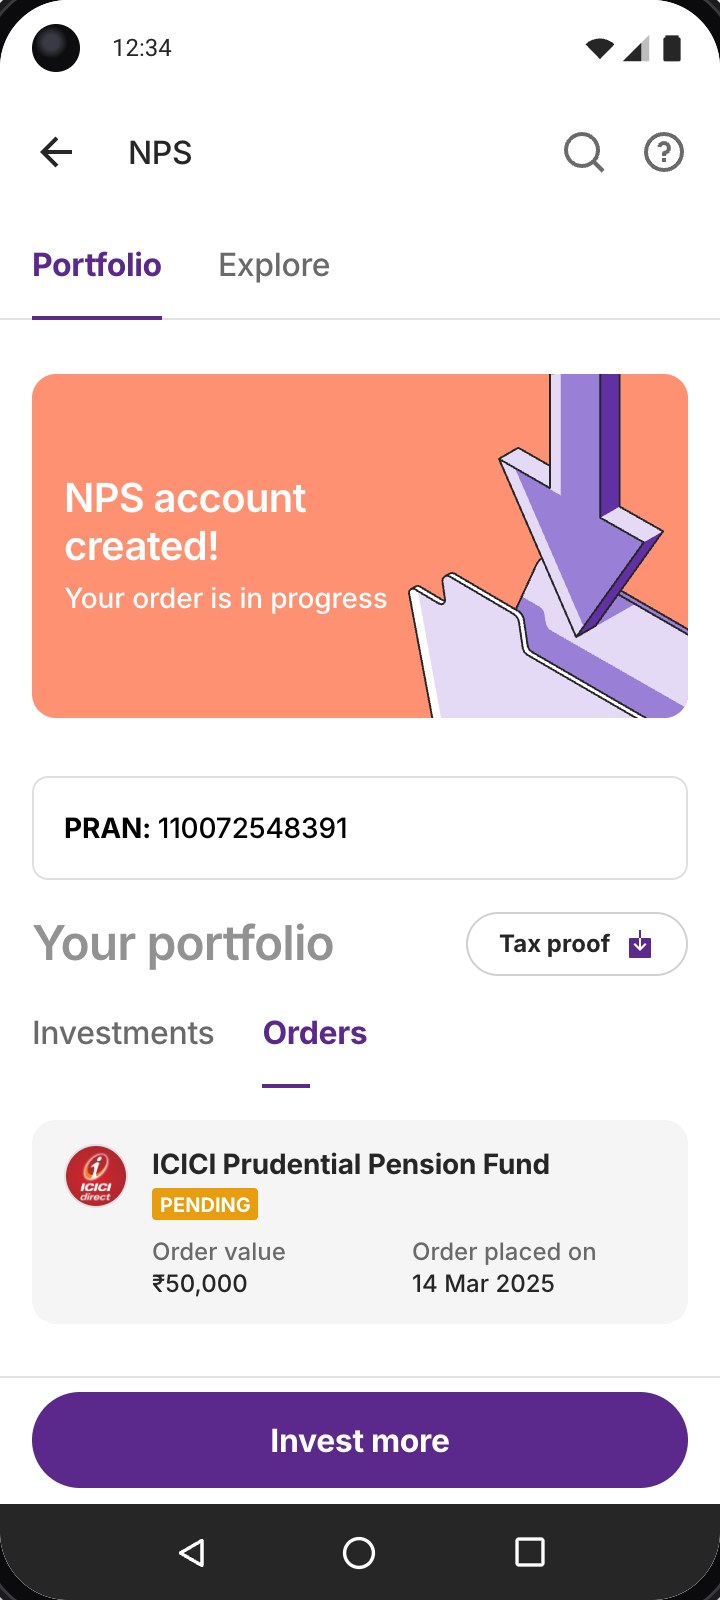 12:34
NPS
Portfolio
Explore
NPS account
created!
Your order is in progress
PRAN: 110072548391
Your portfolio
Tax proof
Investments
Orders
ICICI Prudential Pension Fund
ICICI
direct
PENDING
Order value
Order placed on
₹50,000
14 Mar 2025
Invest more